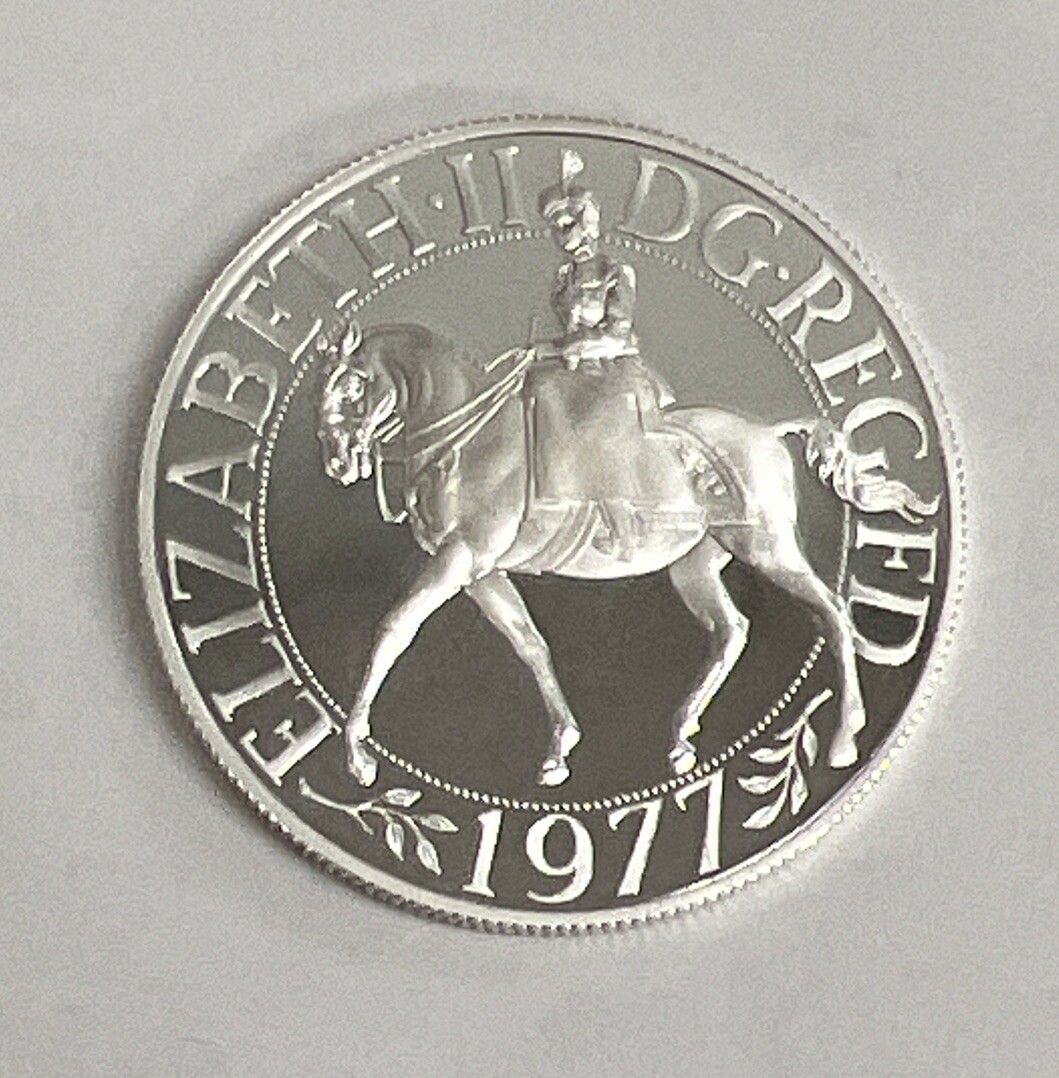 ELIZABETH·II DG·REG FD
1977